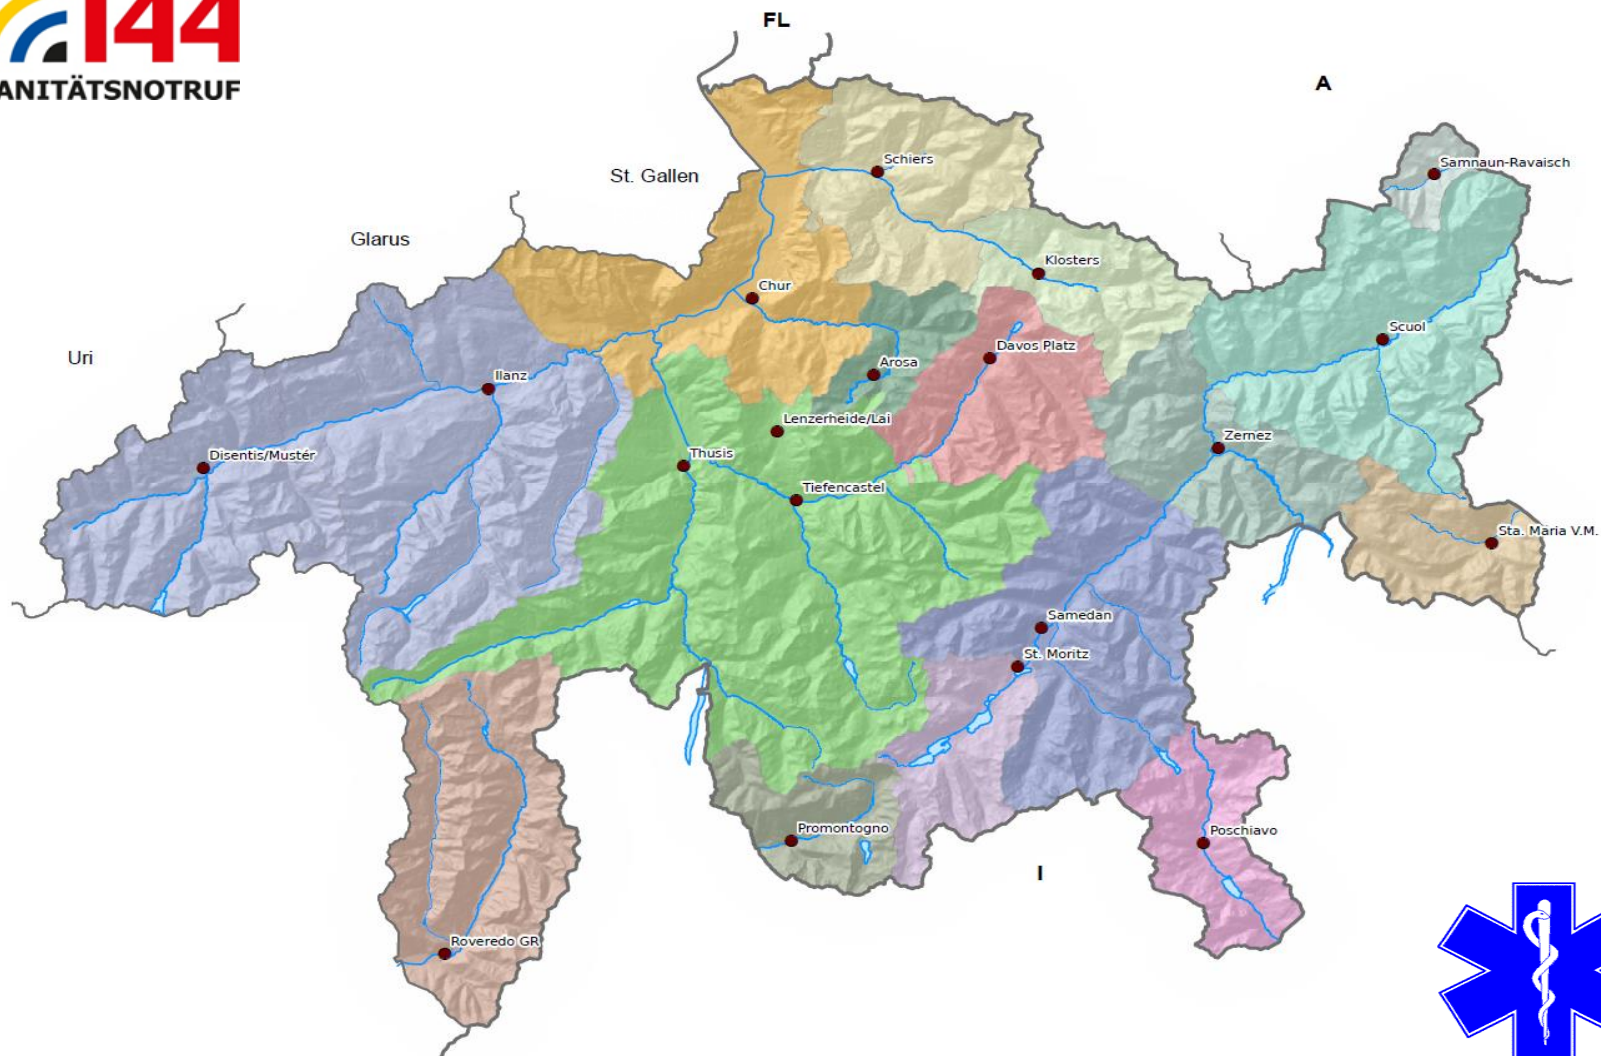 144
ANITÄTSNOTRUF
FL
A
Schiers
Samnaun-Ravaisch
St. Gallen
Glarus
Klosters
Chur
Scuol
Uri
Davos Platz
Arosa
Ilanz
Lenzerheide/Lai
Zernez
Disentis/Mustér
Thusis
Tiefencastel
Sta. Maria V.M.
Samedan
St. Moritz
Promontogno
Poschiavo
I
Roveredo GR